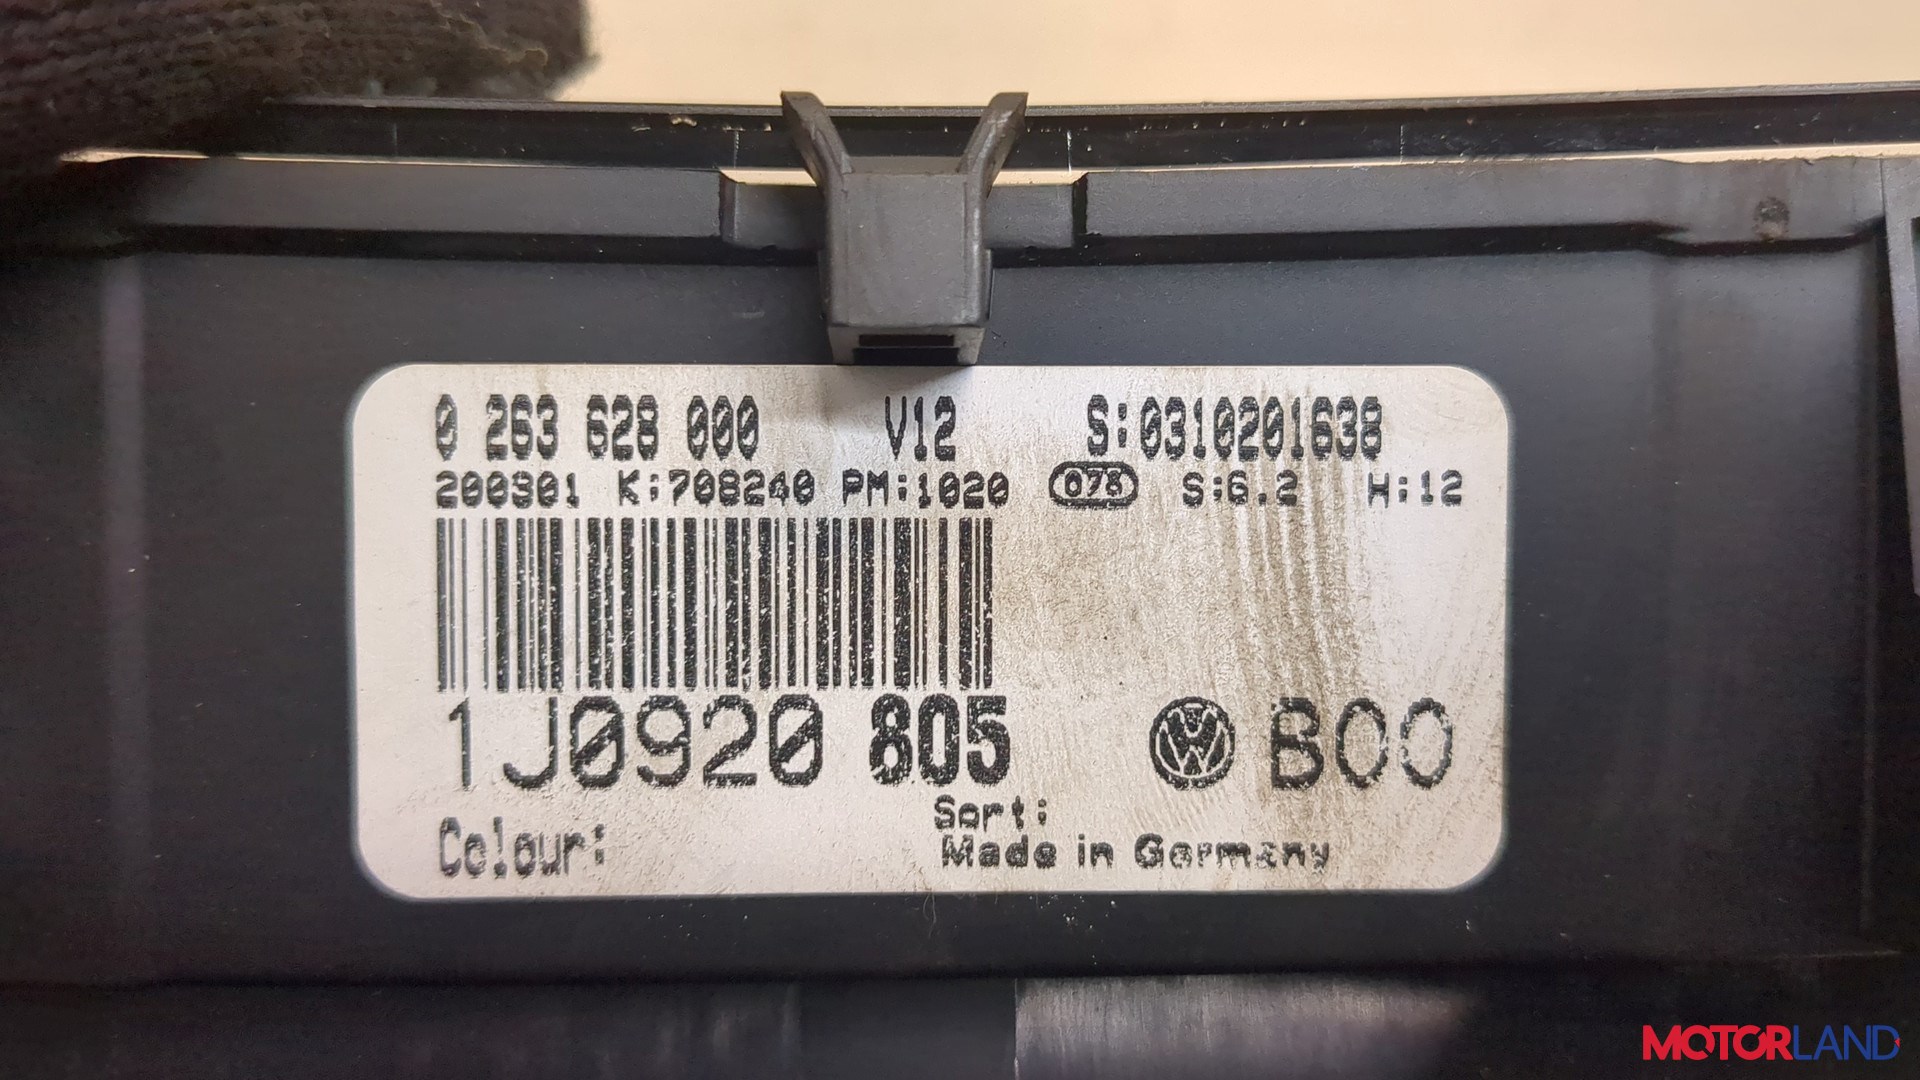 0 263 628 000 V12 S:0310201638
200301 K:708240 PM:1020 078 S:6.2 H:12
1J0920 805 VW B00
Sort:
Colour: Made in Germany
MOTORLAND